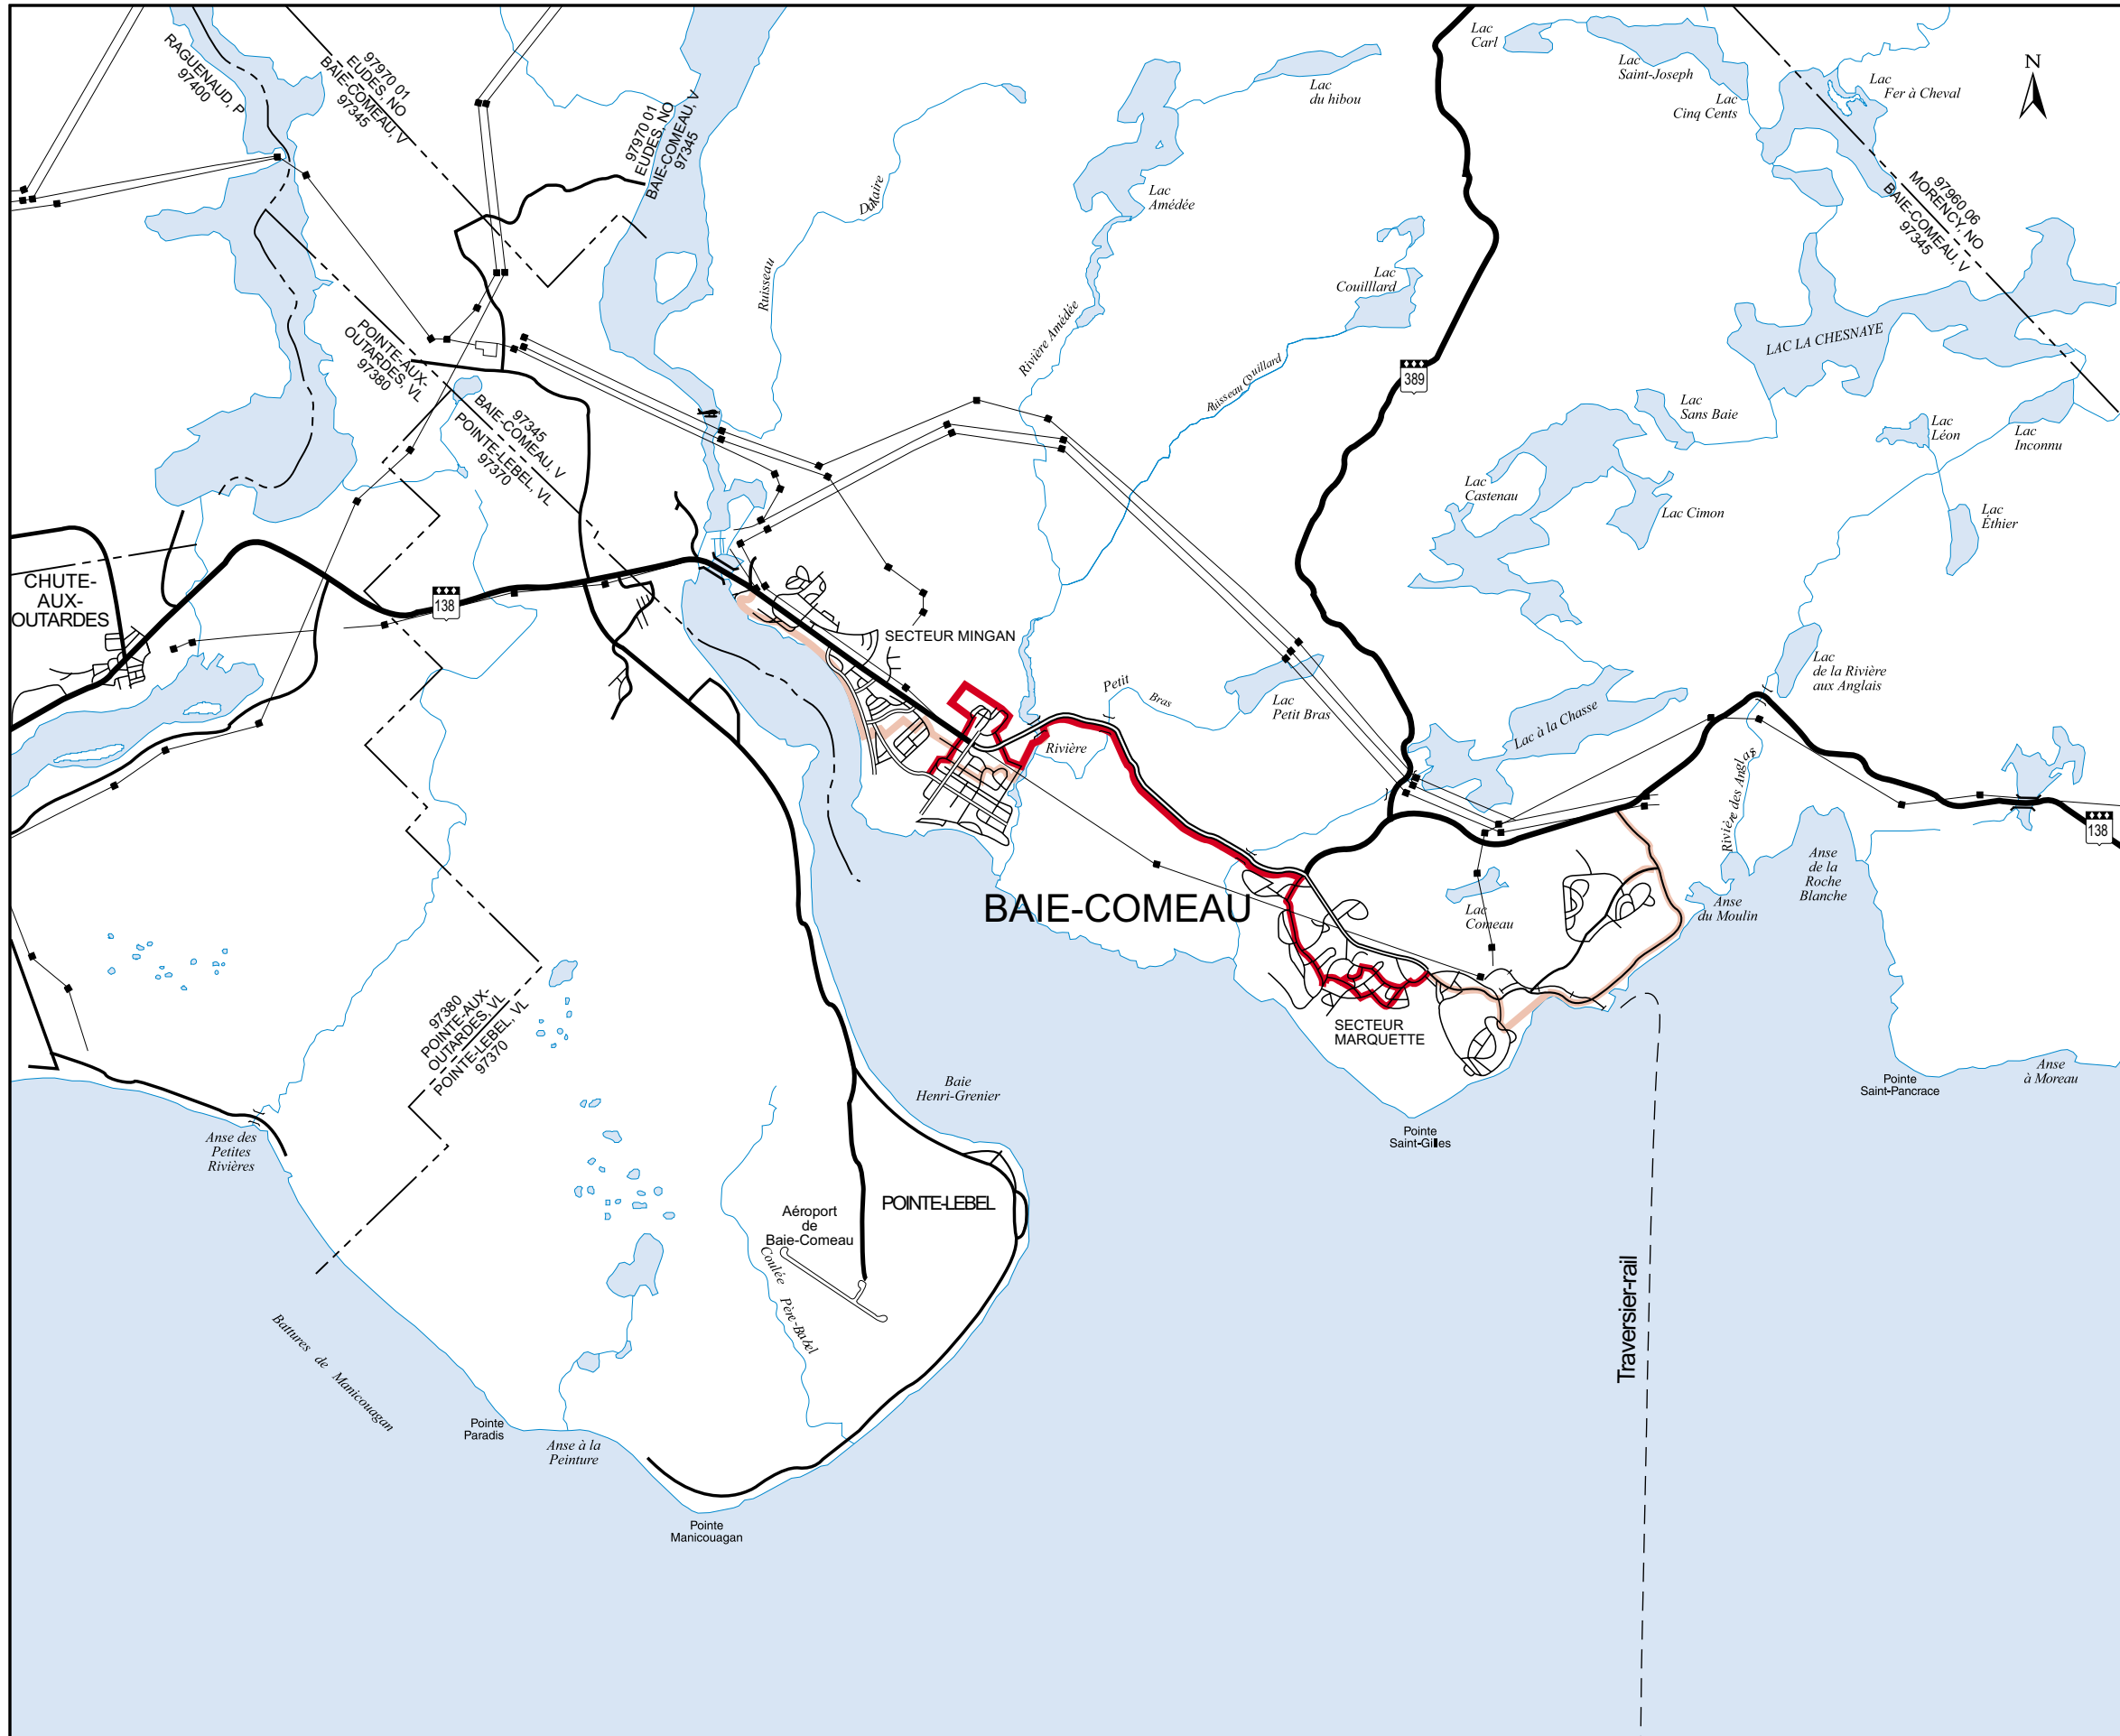 RAGUENAUD, P
97400
97970 01
EUDES, NO
BAIE-COMEAU, V
97345
97970 01
EUDES, NO
BAIE-COMEAU, V
97345
Lac
Carl
Lac
Saint-Joseph
Lac
Cinq Cents
Lac
Fer à Cheval
N
Lac
du hibou
Lac
Amédée
Ruisseau
Dulaire
Rivière Amédée
Lac
Couilllard
Ruisseau Couillard
97960 06
MORENCY, NO
BAIE-COMEAU, V
97345
LAC LA CHESNAYE
389
Lac
Sans Baie
Lac
Léon
Lac
Inconnu
Lac
Castenau
Lac Cimon
Lac
Éthier
POINTE-AUX-
OUTARDES, VL
97380
97345
BAIE-COMEAU, V
POINTE-LEBEL, VL
97370
CHUTE-
AUX-
OUTARDES
138
SECTEUR MINGAN
Petit
Bras
Rivière
Lac
Petit Bras
Lac
de la Rivière
aux Anglais
Lac à la Chasse
Rivière des Anglais
138
Anse
de la
Roche
Blanche
Anse
du Moulin
BAIE-COMEAU
Lac
Comeau
SECTEUR
MARQUETTE
97380
POINTE-AUX-
OUTARDES, VL
POINTE-LEBEL, VL
97370
Baie
Henri-Grenier
Pointe
Saint-Gilles
Pointe
Saint-Pancrace
Anse
à Moreau
Anse des
Petites
Rivières
Aéroport
de
Baie-Comeau
POINTE-LEBEL
Coulée Père-Babel
Traversier-rail
Battures de Manicouagan
Pointe
Paradis
Anse à la
Peinture
Pointe
Manicouagan